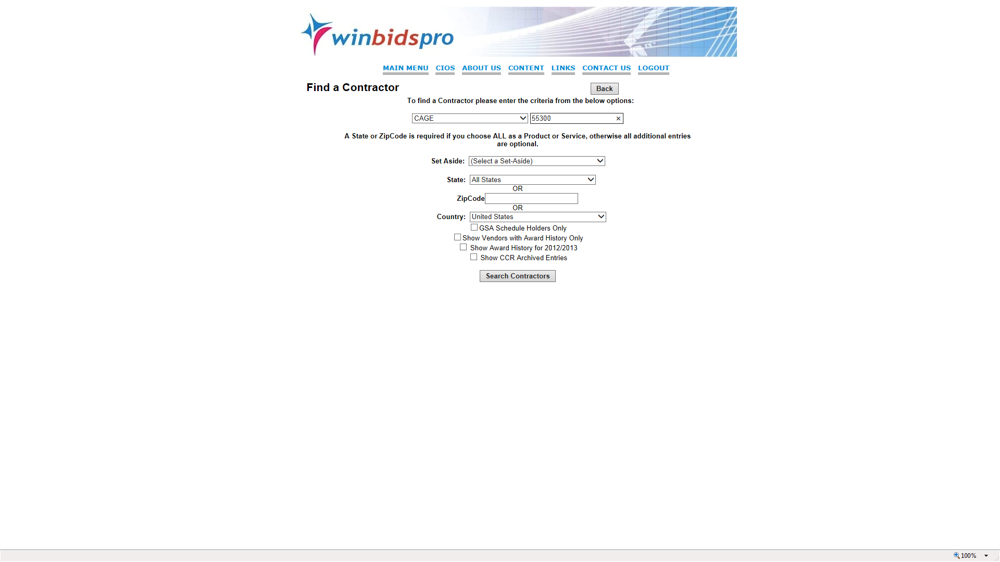 winbidspro
MAIN MENU CIOS ABOUT US CONTENT LINKS CONTACT US LOGOUT
Find a Contractor
Back
To find a Contractor please enter the criteria from the below options:
CAGE 55300 ×
A State or ZipCode is required if you choose ALL as a Product or Service, otherwise all additional entries
are optional.
Set Aside: (Select a Set-Aside)
State: All States
OR
ZipCode
OR
Country: United States
GSA Schedule Holders Only
Show Vendors with Award History Only
Show Award History for 2012/2013
Show CCR Archived Entries
Search Contractors
100%